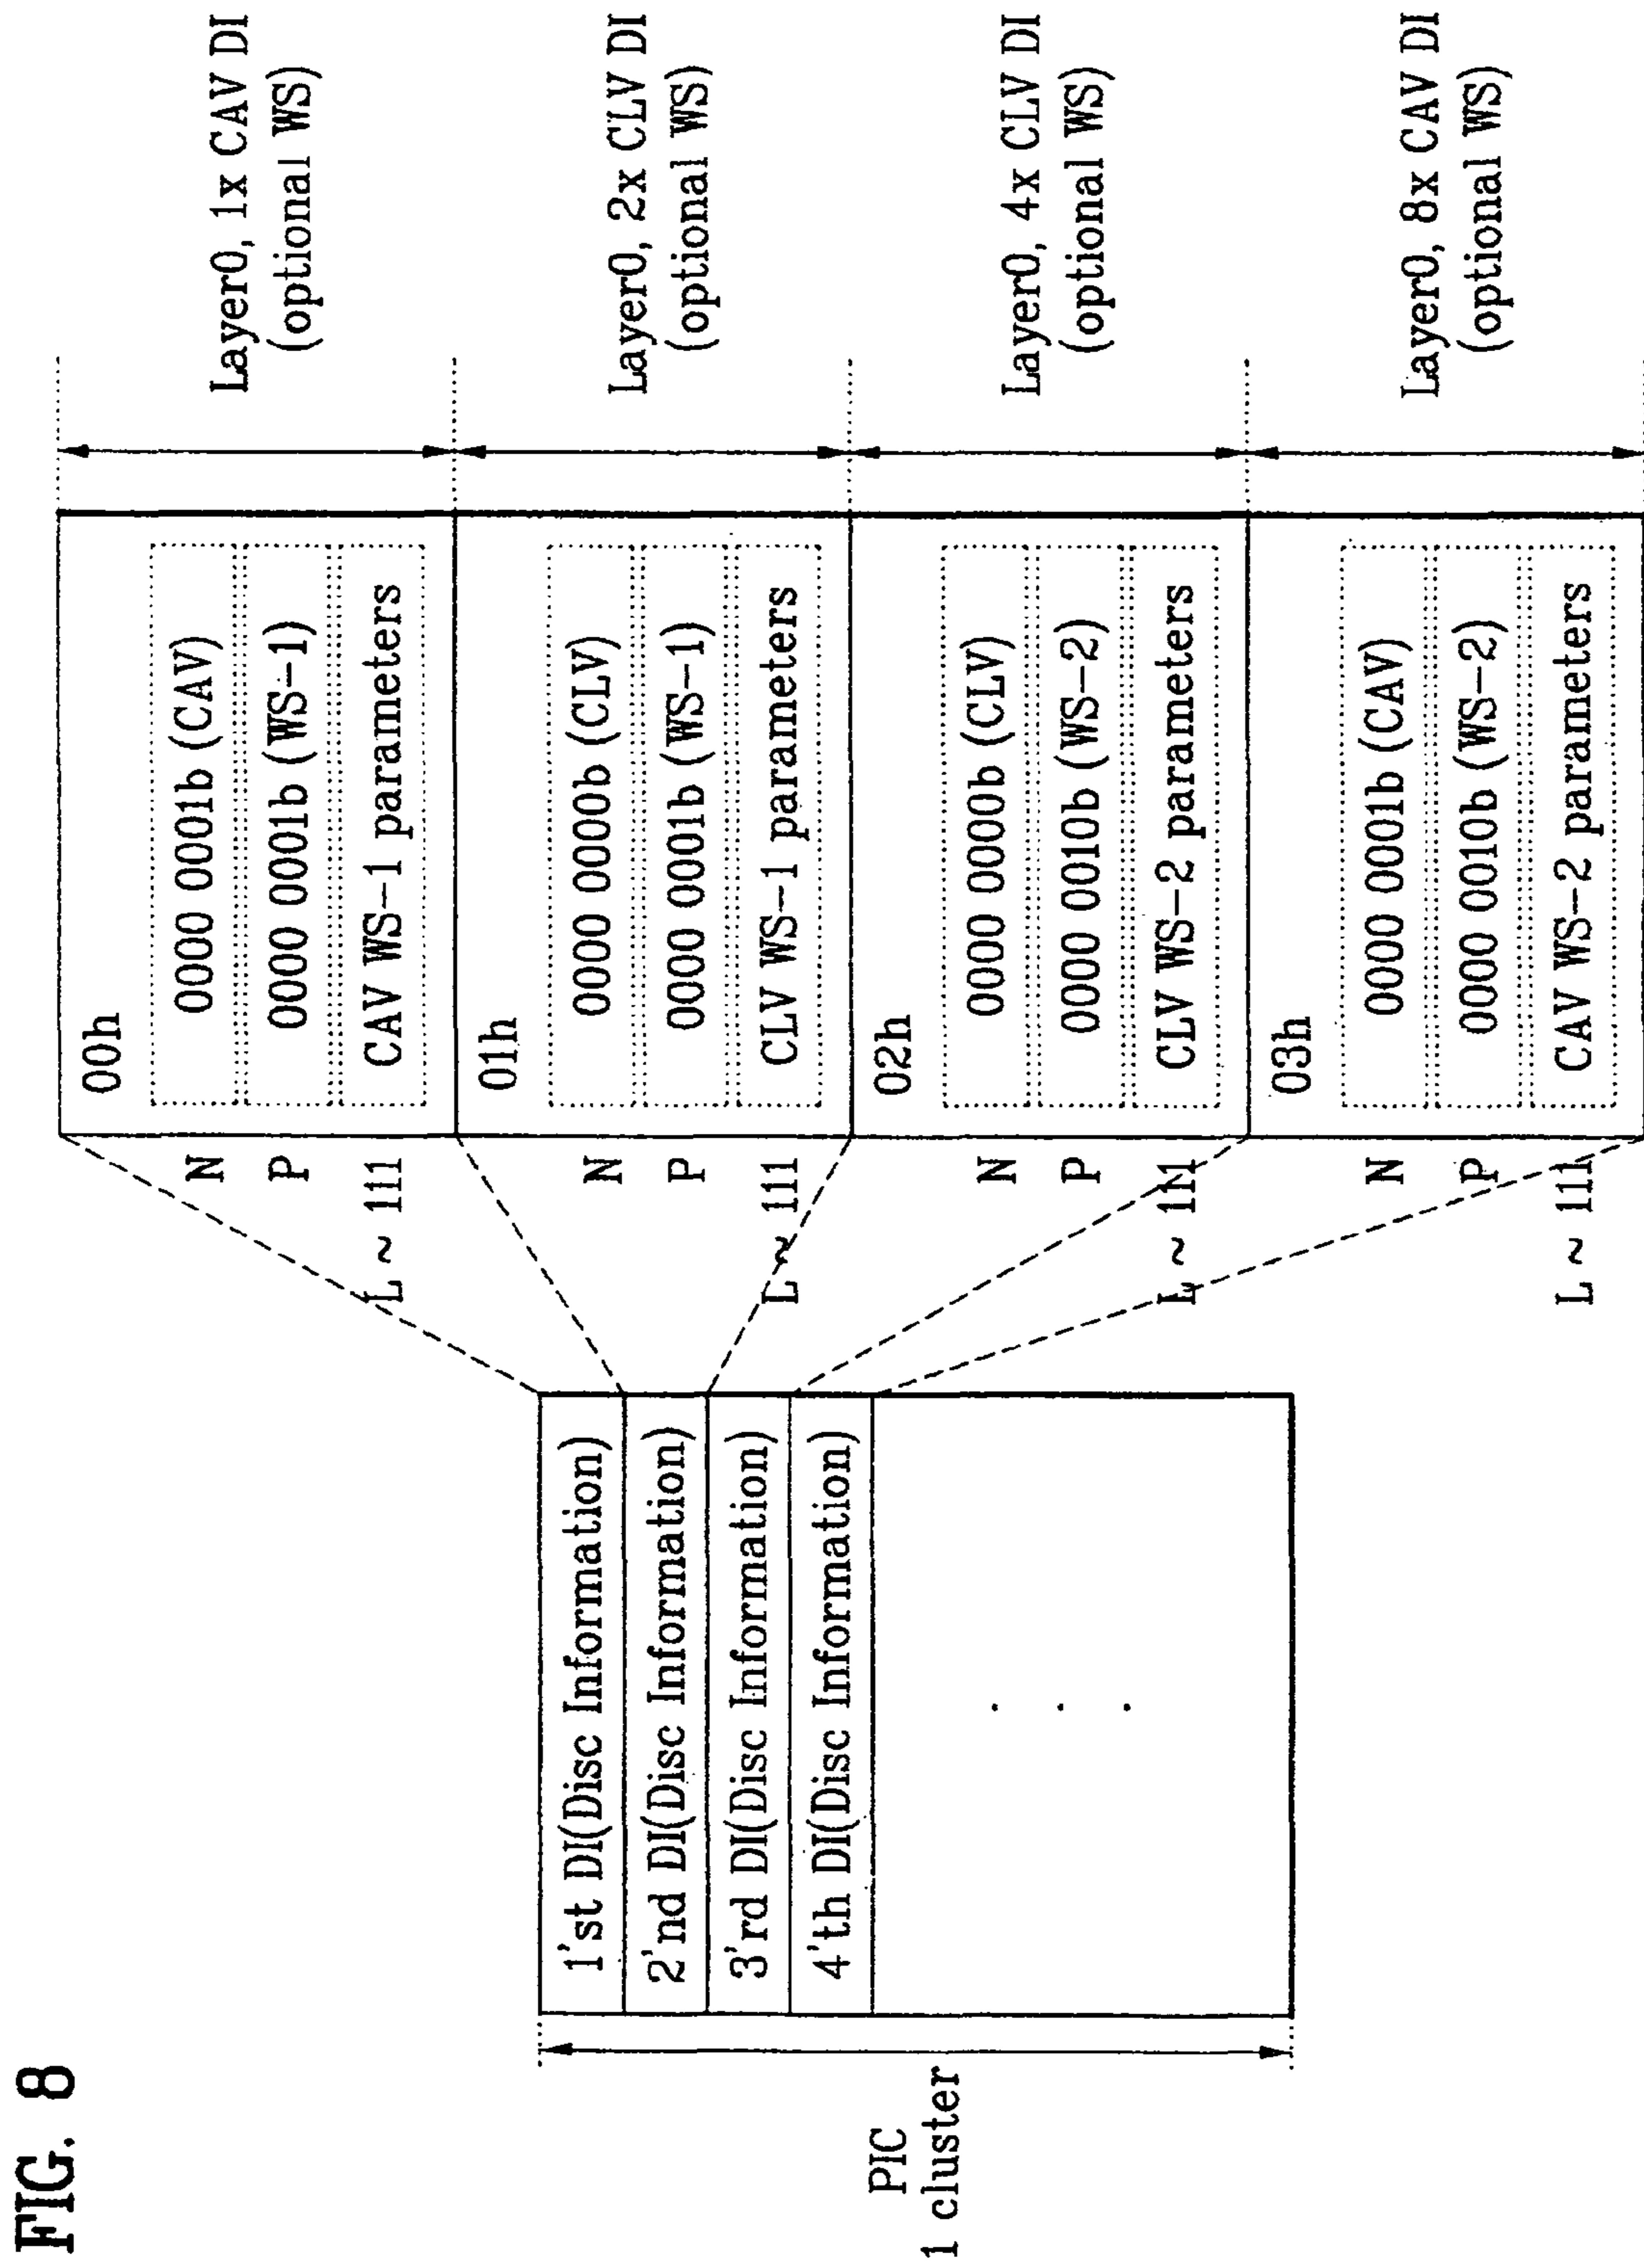 FIG. 8
PIC
1 cluster
1'st DI(Disc Information)
2'nd DI(Disc Information)
3'rd DI(Disc Information)
4'th DI(Disc Information)
. . .
00h
N
0000 0001b (CAV)
P
0000 0001b (WS-1)
L ~ 111
CAV WS-1 parameters
Layer0, 1x CAV DI
(optional WS)
01h
N
0000 0000b (CLV)
P
0000 0001b (WS-1)
L ~ 111
CLV WS-1 parameters
Layer0, 2x CLV DI
(optional WS)
02h
N
0000 0000b (CLV)
P
0000 0010b (WS-2)
L ~ 111
CLV WS-2 parameters
Layer0, 4x CLV DI
(optional WS)
03h
N
0000 0001b (CAV)
P
0000 0010b (WS-2)
L ~ 111
CAV WS-2 parameters
Layer0, 8x CAV DI
(optional WS)